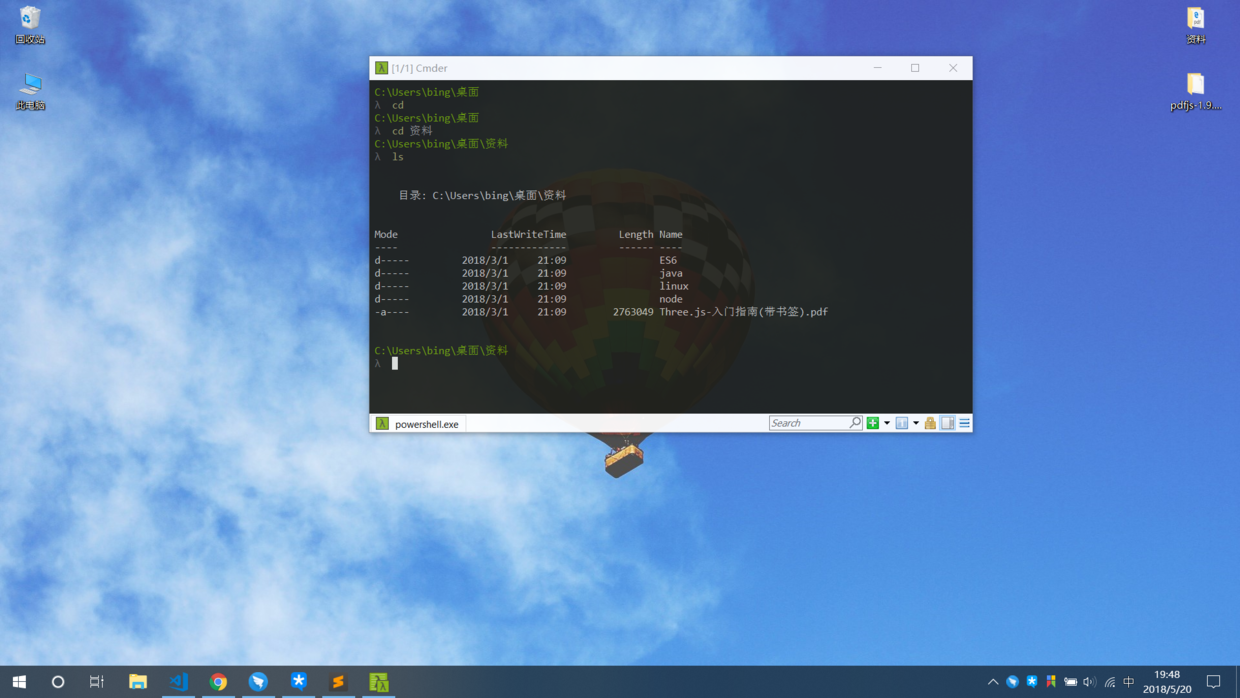 回收站
此电脑
资料
pdfjs-1.9....
[1/1] Cmder
C:\Users\bing\桌面
λ cd
C:\Users\bing\桌面
λ cd 资料
C:\Users\bing\桌面\资料
λ ls
目录: C:\Users\bing\桌面\资料
Mode LastWriteTime Length Name
---- ------------- ------ ----
d----- 2018/3/1 21:09 ES6
d----- 2018/3/1 21:09 java
d----- 2018/3/1 21:09 linux
d----- 2018/3/1 21:09 node
-a---- 2018/3/1 21:09 2763049 Three.js-入门指南(带书签).pdf
C:\Users\bing\桌面\资料
λ
powershell.exe
Search
中
19:48
2018/5/20